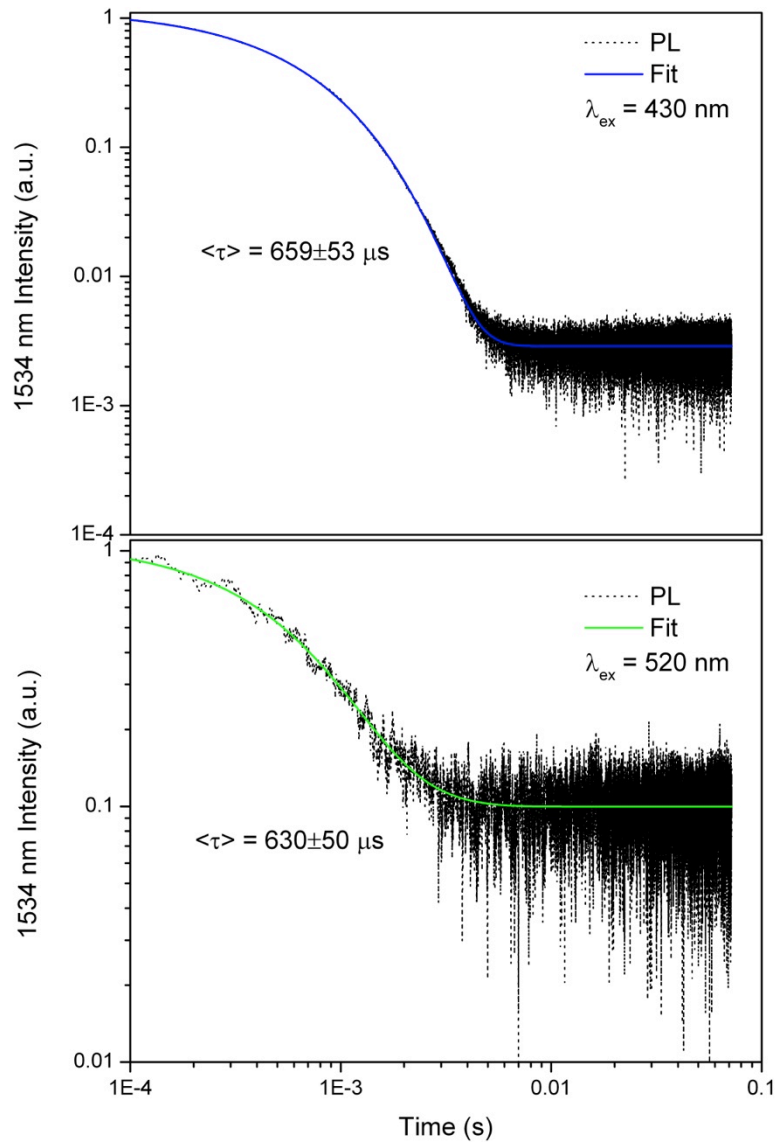 1
0.1
0.01
1E-3
1E-4
1534 nm Intensity (a.u.)
PL
Fit
λex = 430 nm
<τ> = 659±53 μs
1
0.1
0.01
1534 nm Intensity (a.u.)
PL
Fit
λex = 520 nm
<τ> = 630±50 μs
1E-4 1E-3 0.01 0.1
Time (s)